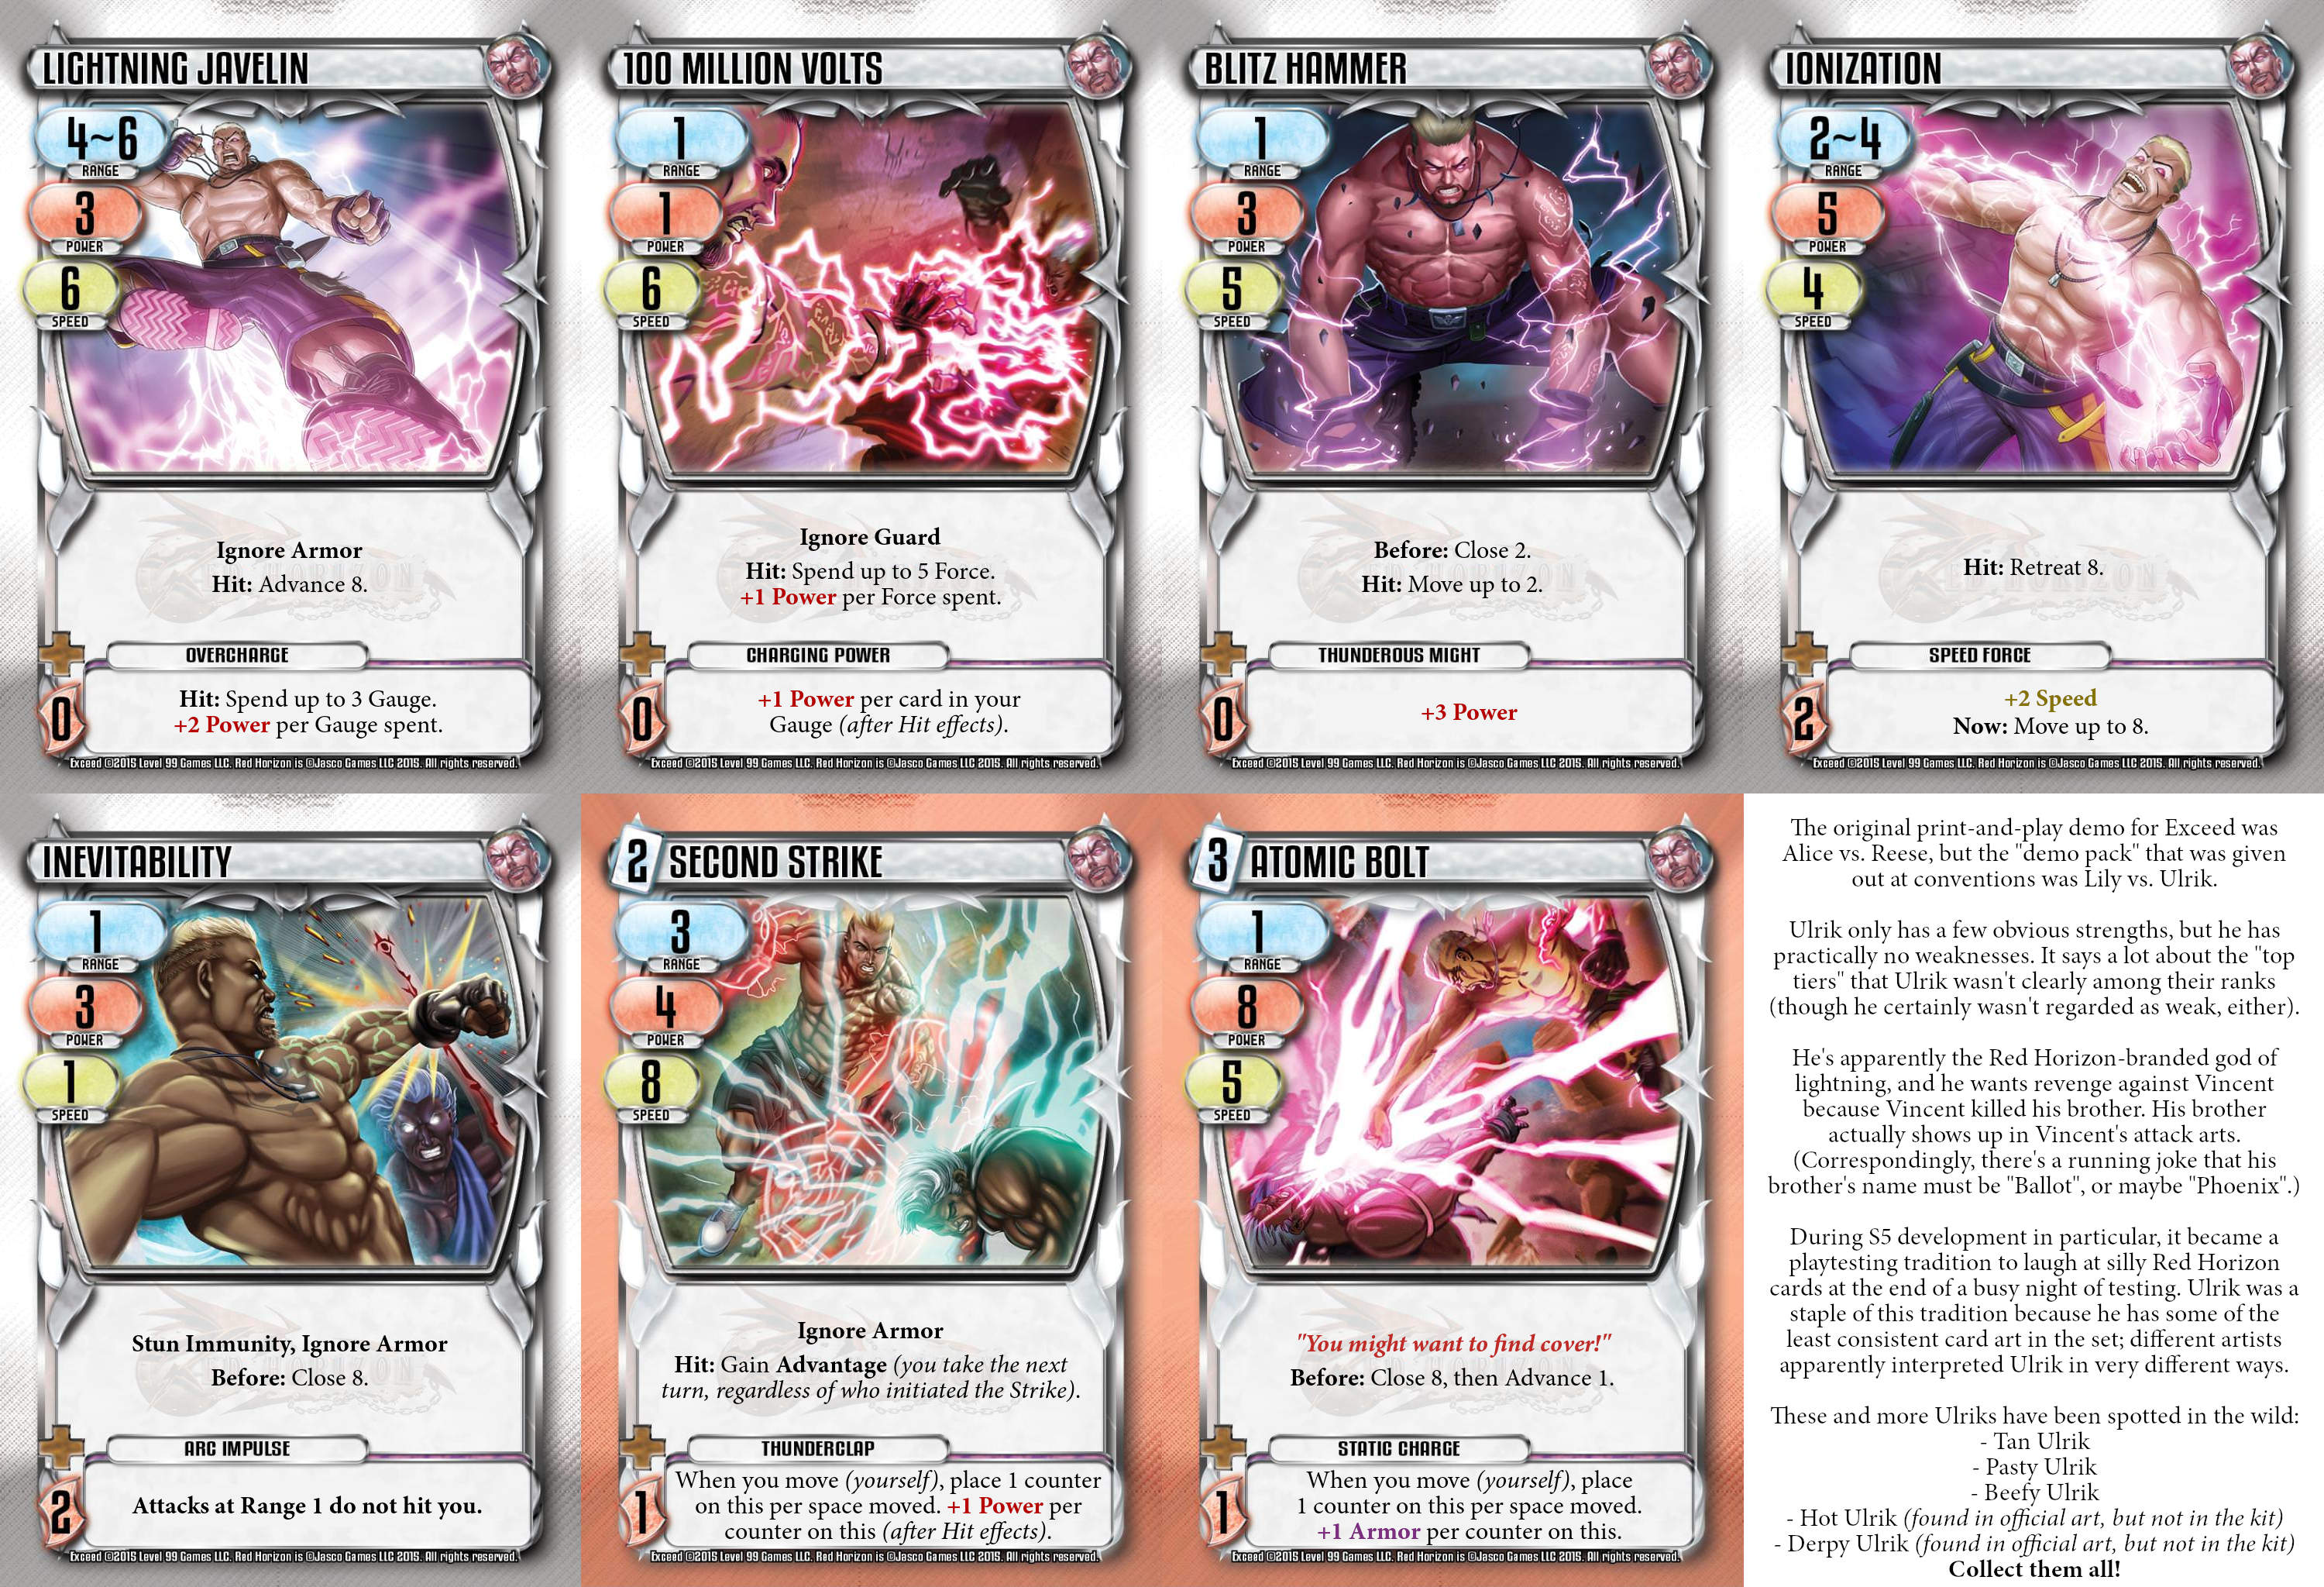 LIGHTNING JAVELIN
4~6
RANGE
3
POWER
6
SPEED
Ignore Armor
Hit: Advance 8.
OVERCHARGE
0
Hit: Spend up to 3 Gauge.
+2 Power per Gauge spent.
Exceed ©2015 Level 99 Games LLC. Red Horizon is ©Jasco Games LLC 2015. All rights reserved.
100 MILLION VOLTS
1
RANGE
1
POWER
6
SPEED
Ignore Guard
Hit: Spend up to 5 Force.
+1 Power per Force spent.
CHARGING POWER
0
+1 Power per card in your
Gauge (after Hit effects).
Exceed ©2015 Level 99 Games LLC. Red Horizon is ©Jasco Games LLC 2015. All rights reserved.
BLITZ HAMMER
1
RANGE
3
POWER
5
SPEED
Before: Close 2.
Hit: Move up to 2.
THUNDEROUS MIGHT
0
+3 Power
Exceed ©2015 Level 99 Games LLC. Red Horizon is ©Jasco Games LLC 2015. All rights reserved.
IONIZATION
2~4
RANGE
5
POWER
4
SPEED
Hit: Retreat 8.
SPEED FORCE
2
+2 Speed
Now: Move up to 8.
Exceed ©2015 Level 99 Games LLC. Red Horizon is ©Jasco Games LLC 2015. All rights reserved.
INEVITABILITY
1
RANGE
3
POWER
1
SPEED
Stun Immunity, Ignore Armor
Before: Close 8.
ARC IMPULSE
2
Attacks at Range 1 do not hit you.
Exceed ©2015 Level 99 Games LLC. Red Horizon is ©Jasco Games LLC 2015. All rights reserved.
2 SECOND STRIKE
3
RANGE
4
POWER
8
SPEED
Ignore Armor
Hit: Gain Advantage (you take the next
turn, regardless of who initiated the Strike).
THUNDERCLAP
1
When you move (yourself), place 1 counter
on this per space moved. +1 Power per
counter on this (after Hit effects).
Exceed ©2015 Level 99 Games LLC. Red Horizon is ©Jasco Games LLC 2015. All rights reserved.
3 ATOMIC BOLT
1
RANGE
8
POWER
5
SPEED
"You might want to find cover!"
Before: Close 8, then Advance 1.
STATIC CHARGE
1
When you move (yourself), place
1 counter on this per space moved.
+1 Armor per counter on this.
Exceed ©2015 Level 99 Games LLC. Red Horizon is ©Jasco Games LLC 2015. All rights reserved.
The original print-and-play demo for Exceed was
Alice vs. Reese, but the "demo pack" that was given
out at conventions was Lily vs. Ulrik.
Ulrik only has a few obvious strengths, but he has
practically no weaknesses. It says a lot about the "top
tiers" that Ulrik wasn't clearly among their ranks
(though he certainly wasn't regarded as weak, either).
He's apparently the Red Horizon-branded god of
lightning, and he wants revenge against Vincent
because Vincent killed his brother. His brother
actually shows up in Vincent's attack arts.
(Correspondingly, there's a running joke that his
brother's name must be "Ballot", or maybe "Phoenix".)
During S5 development in particular, it became a
playtesting tradition to laugh at silly Red Horizon
cards at the end of a busy night of testing. Ulrik was a
staple of this tradition because he has some of the
least consistent card art in the set; different artists
apparently interpreted Ulrik in very different ways.
These and more Ulriks have been spotted in the wild:
- Tan Ulrik
- Pasty Ulrik
- Beefy Ulrik
- Hot Ulrik (found in official art, but not in the kit)
- Derpy Ulrik (found in official art, but not in the kit)
Collect them all!